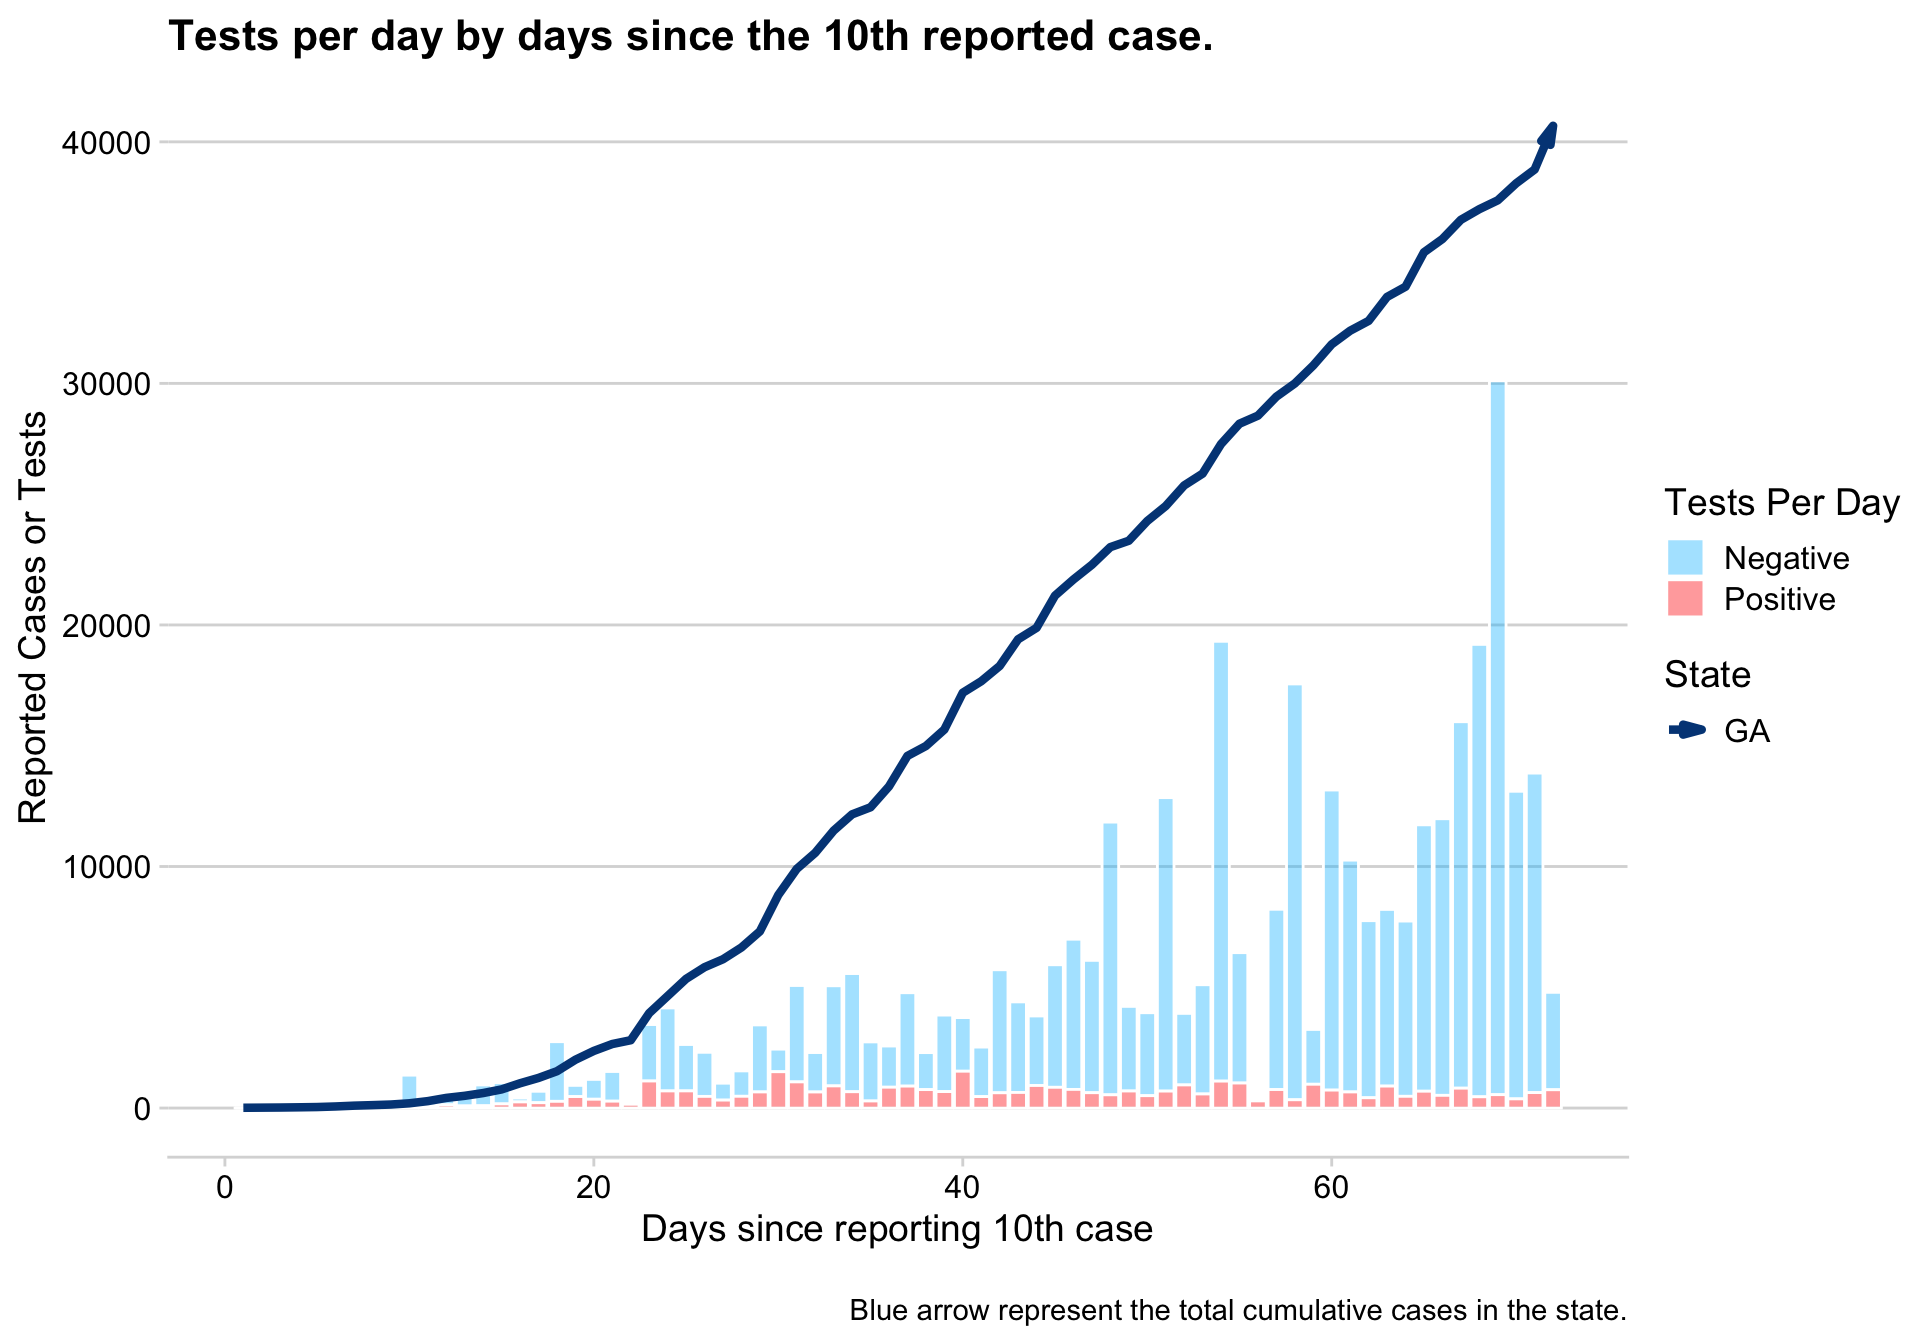 Tests per day by days since the 10th reported case.
40000
30000
20000
10000
0
Reported Cases or Tests
0 20 40 60
Days since reporting 10th case
Tests Per Day
Negative
Positive
State
GA
Blue arrow represent the total cumulative cases in the state.